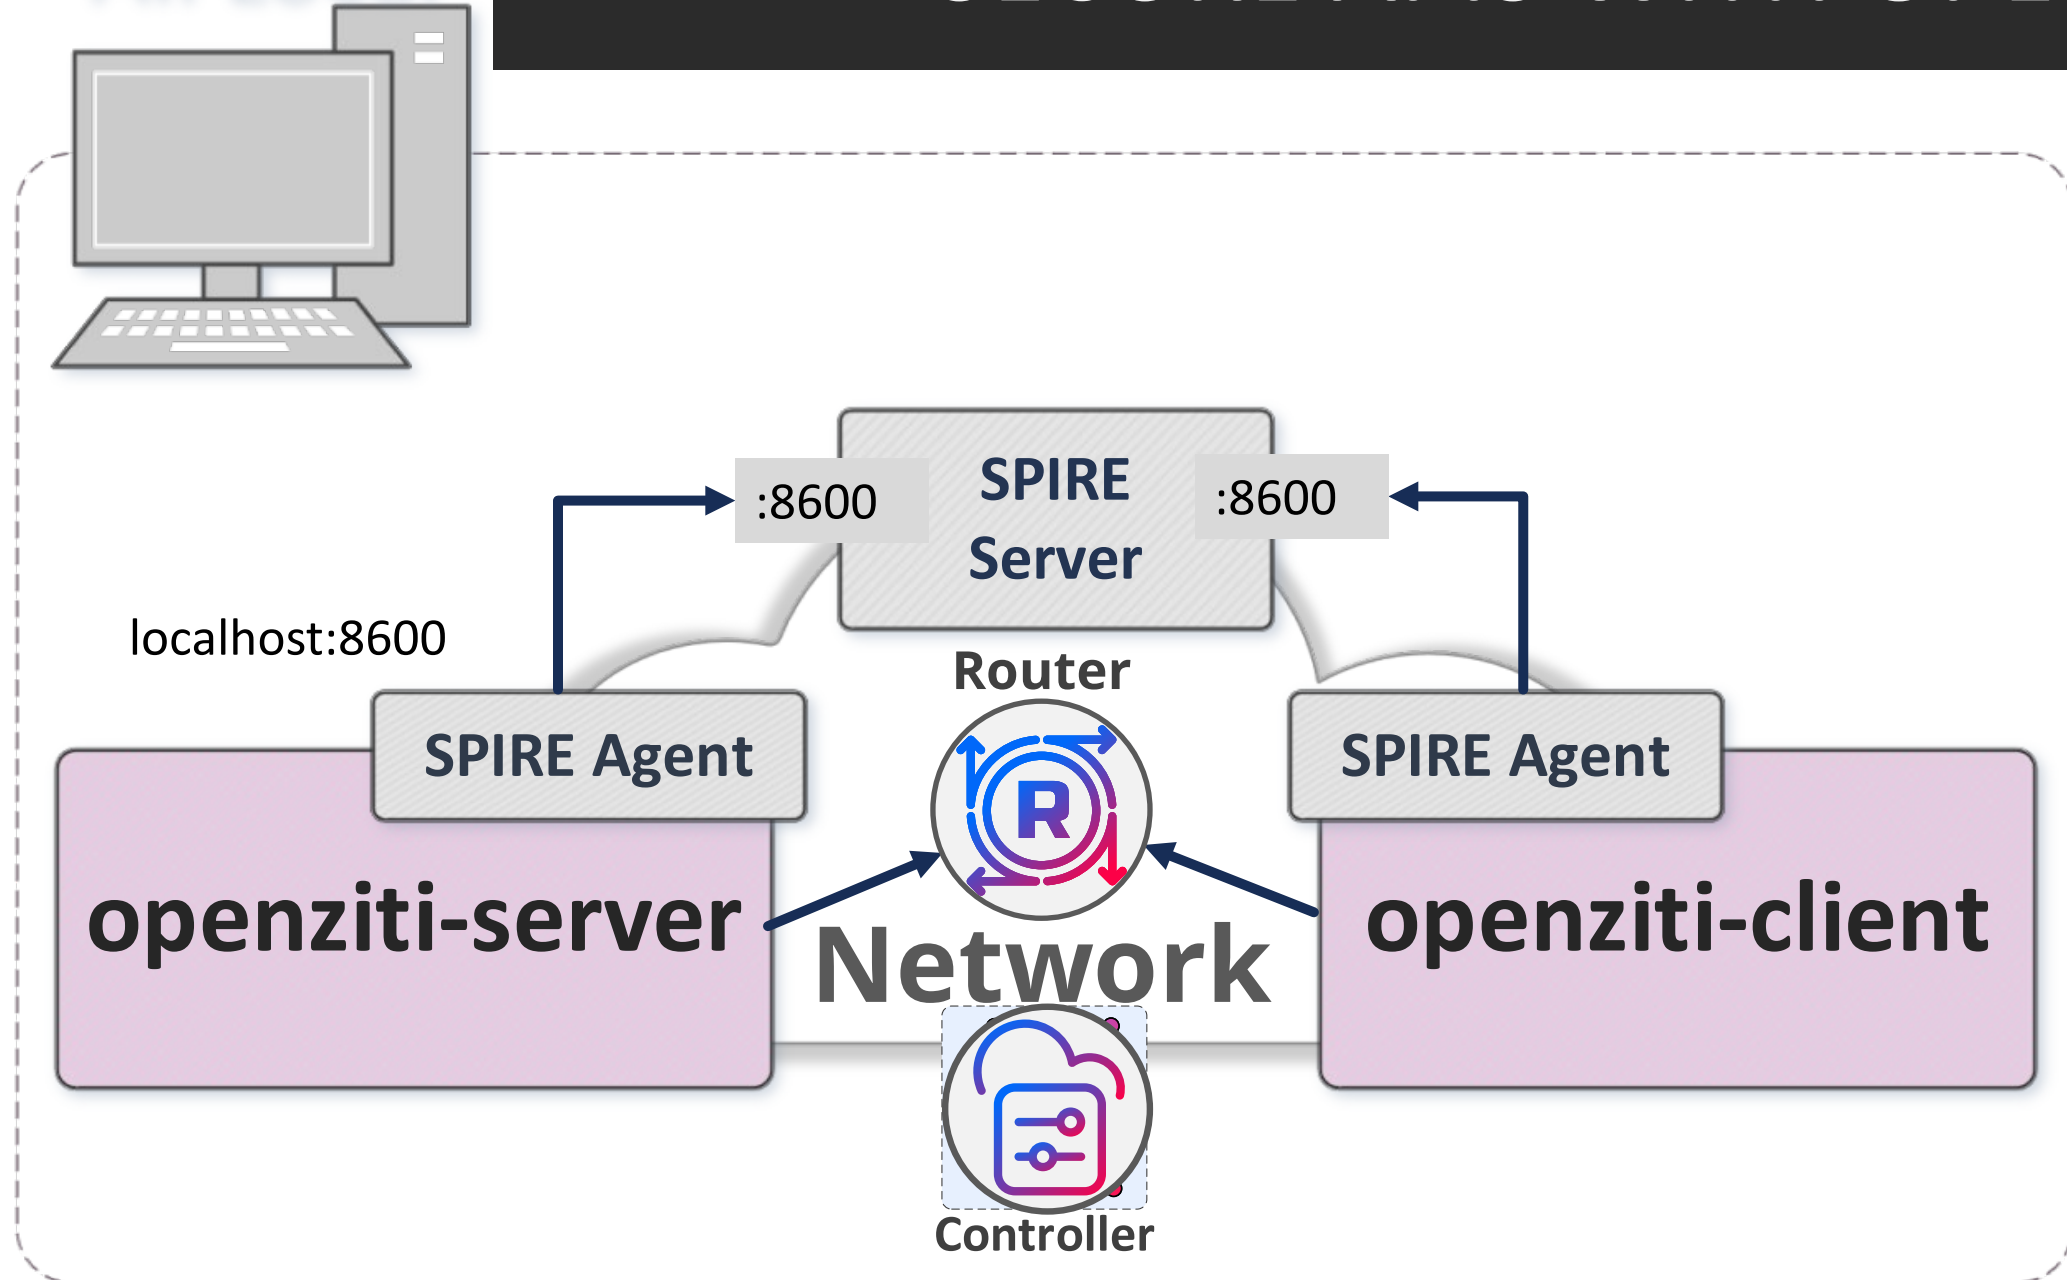 SPIRE
Server
:8600
:8600
localhost:8600
Router
SPIRE Agent
SPIRE Agent
R
openziti-server
openziti-client
Network
Controller